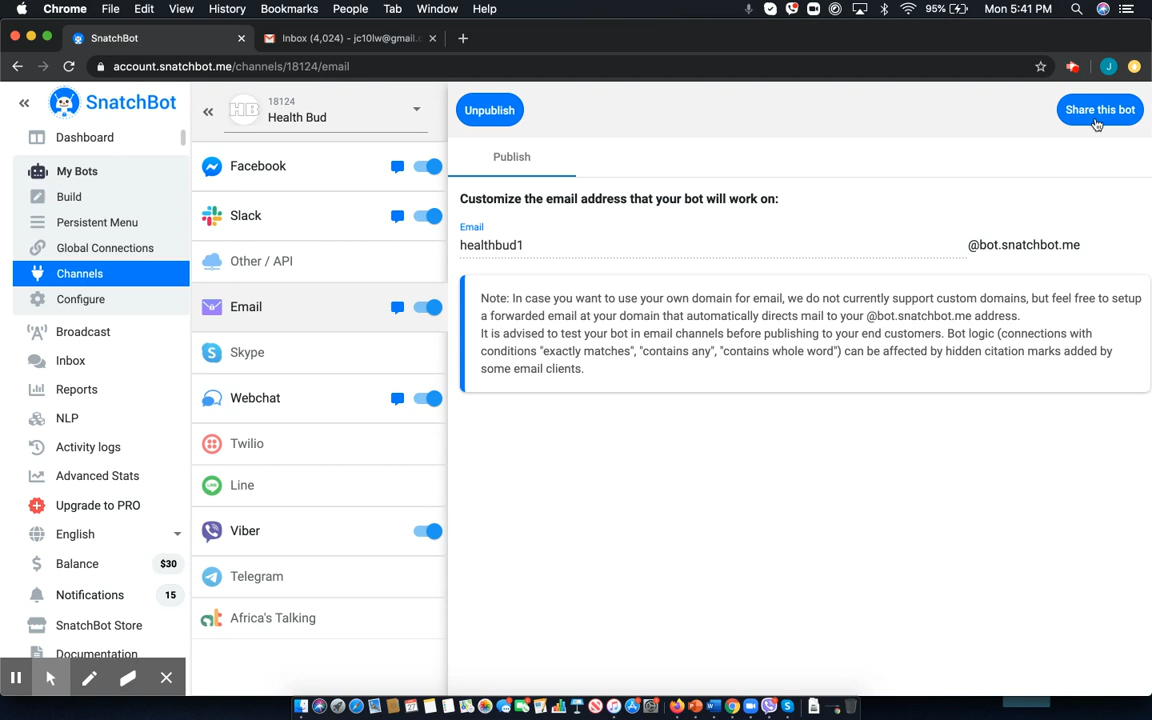 Chrome File Edit View History Bookmarks People Tab Window Help
95% Mon 5:41 PM
SnatchBot
Inbox (4,024) - jc10lw@gmail.c
account.snatchbot.me/channels/18124/email
J
SnatchBot
Dashboard
My Bots
Build
Persistent Menu
Global Connections
Channels
Configure
Broadcast
Inbox
Reports
NLP
Activity logs
Advanced Stats
Upgrade to PRO
English
Balance $30
Notifications 15
SnatchBot Store
Documentation
HB
18124
Health Bud
Facebook
Slack
Other / API
Email
Skype
Webchat
Twilio
Line
Viber
Telegram
Africa's Talking
Unpublish
Share this bot
Publish
Customize the email address that your bot will work on:
Email
healthbud1 @bot.snatchbot.me
Note: In case you want to use your own domain for email, we do not currently support custom domains, but feel free to setup
a forwarded email at your domain that automatically directs mail to your @bot.snatchbot.me address.
It is advised to test your bot in email channels before publishing to your end customers. Bot logic (connections with
conditions "exactly matches", "contains any", "contains whole word") can be affected by hidden citation marks added by
some email clients.